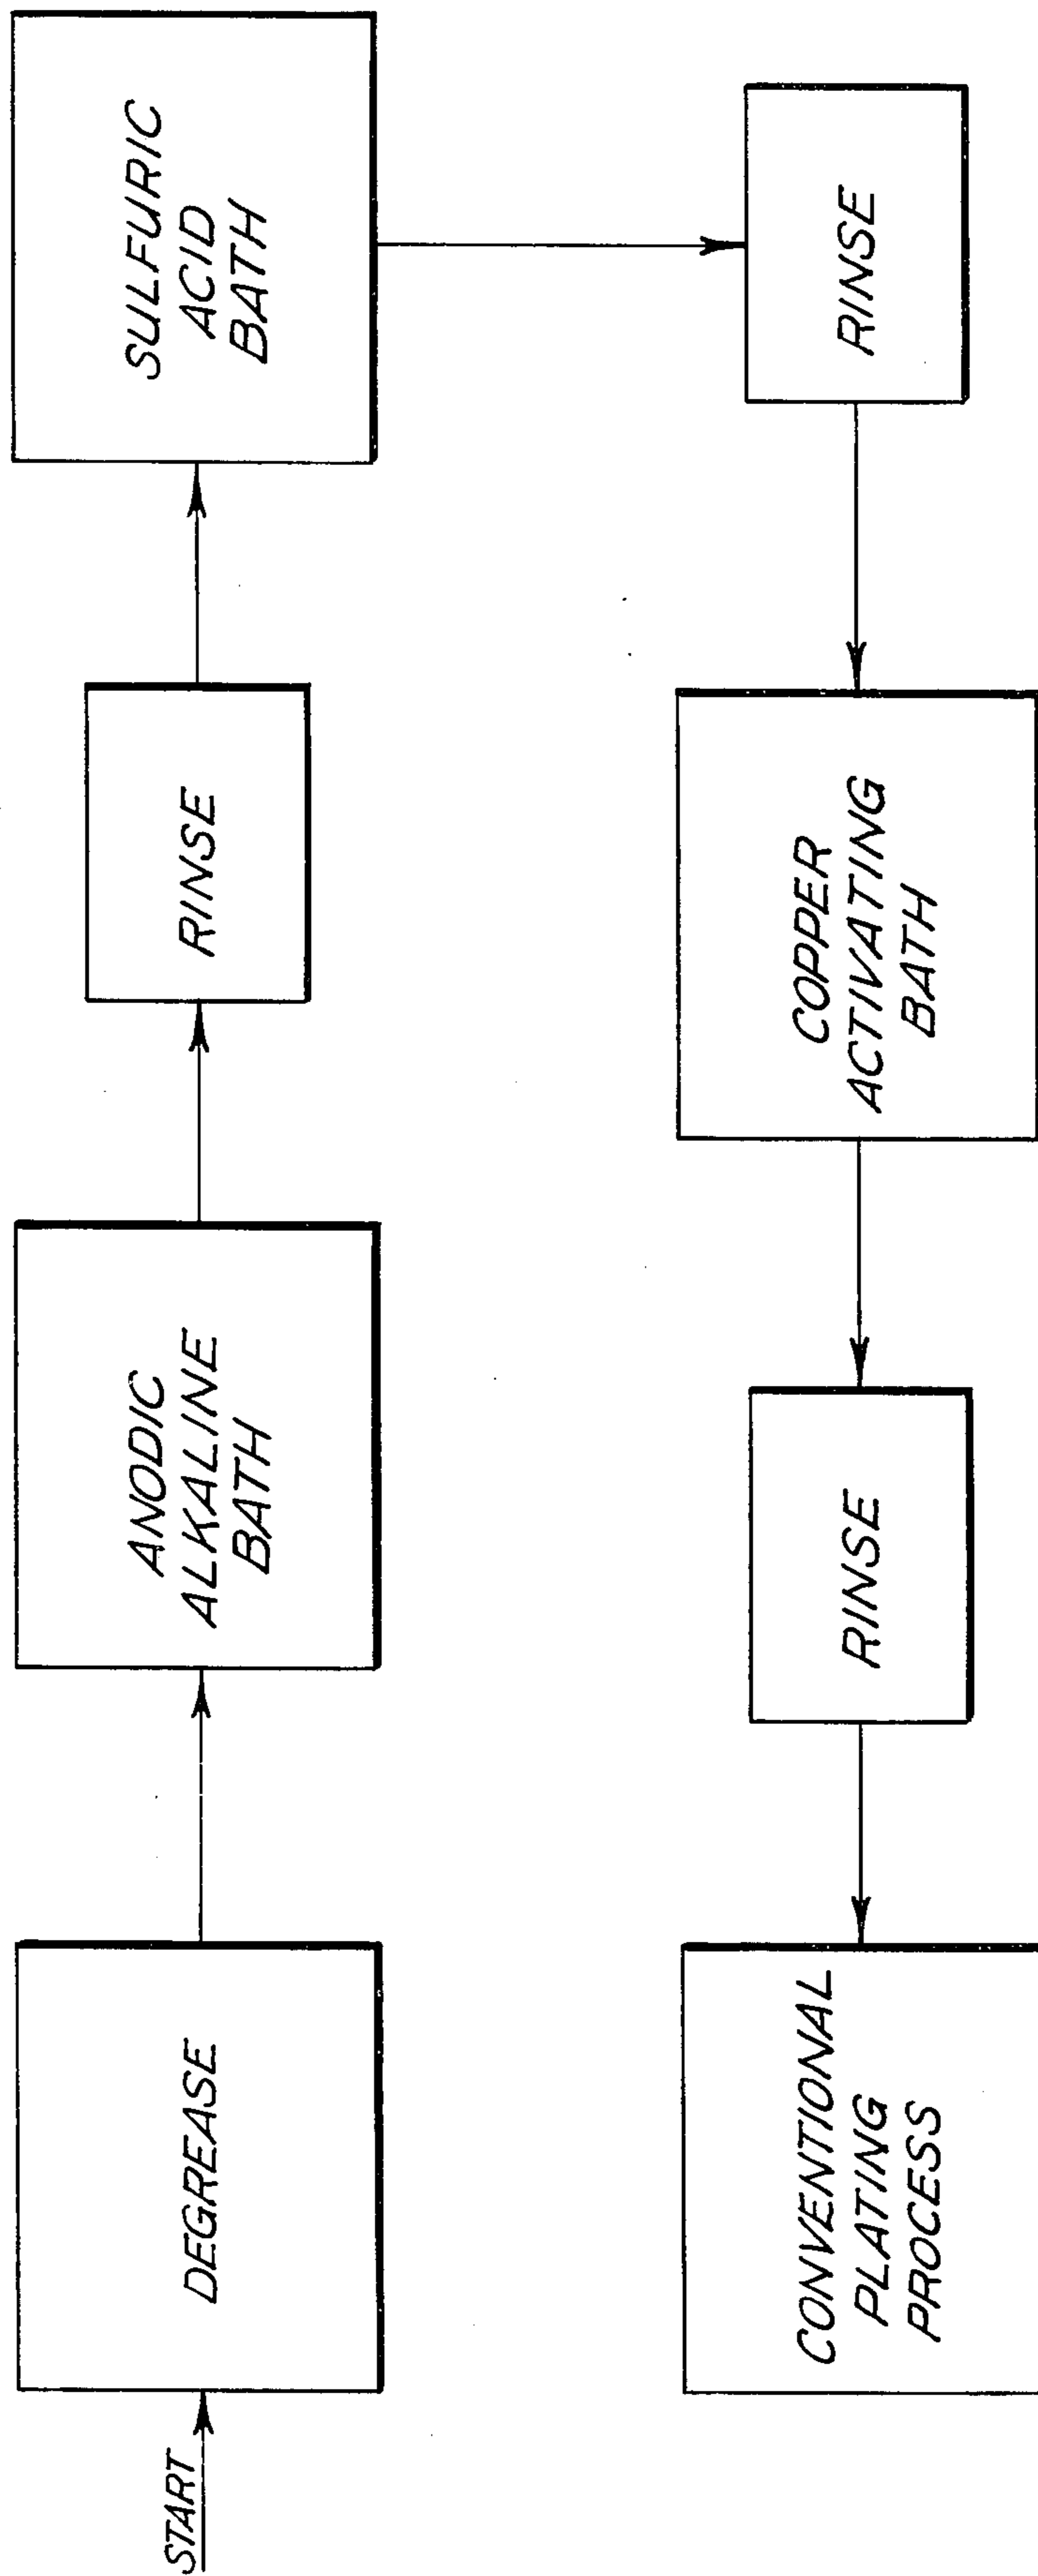 START
DEGREASE
ANODIC
ALKALINE
BATH
RINSE
SULFURIC
ACID
BATH
RINSE
COPPER
ACTIVATING
BATH
RINSE
CONVENTIONAL
PLATING
PROCESS